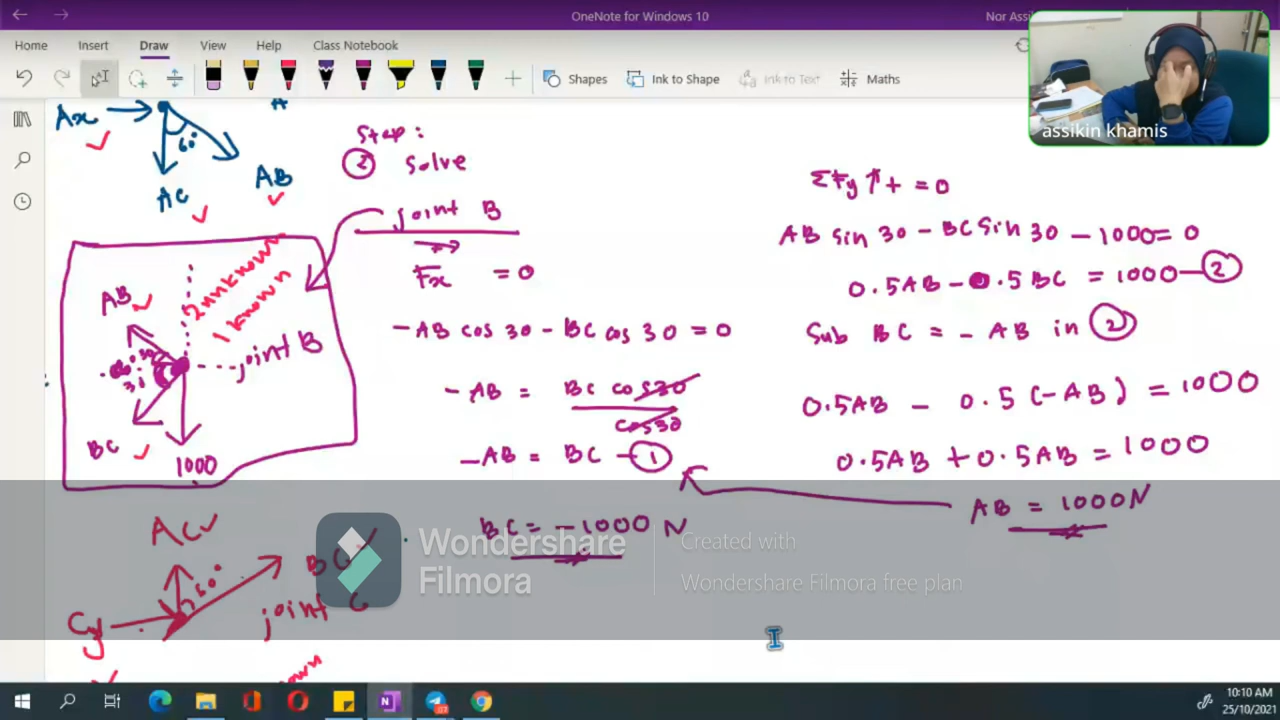 OneNote for Windows 10
Nor Assi
Home Insert Draw View Help Class Notebook
Shapes Ink to Shape Ink to Text Maths
assikin khamis
Ax
60°
AC
AB
Step:
2 Solve
joint B
Fx = 0
-AB cos 30 - BC cos 30 = 0
-AB = BC cos 30
cos 30
-AB = BC - 1
BC = -1000 N
AB
2 unknown
1 known
30
joint B
BC
1000
ΣFy ↑+ = 0
AB sin 30 - BC sin 30 - 1000 = 0
0.5AB - 0.5 BC = 1000 - 2
Sub BC = - AB in 2
0.5AB - 0.5 (-AB) = 1000
0.5AB + 0.5AB = 1000
AB = 1000N
AC
60°
BC
joint C
Cy
Wondershare
Filmora
Created with
Wondershare Filmora free plan
10:10 AM
25/10/2021